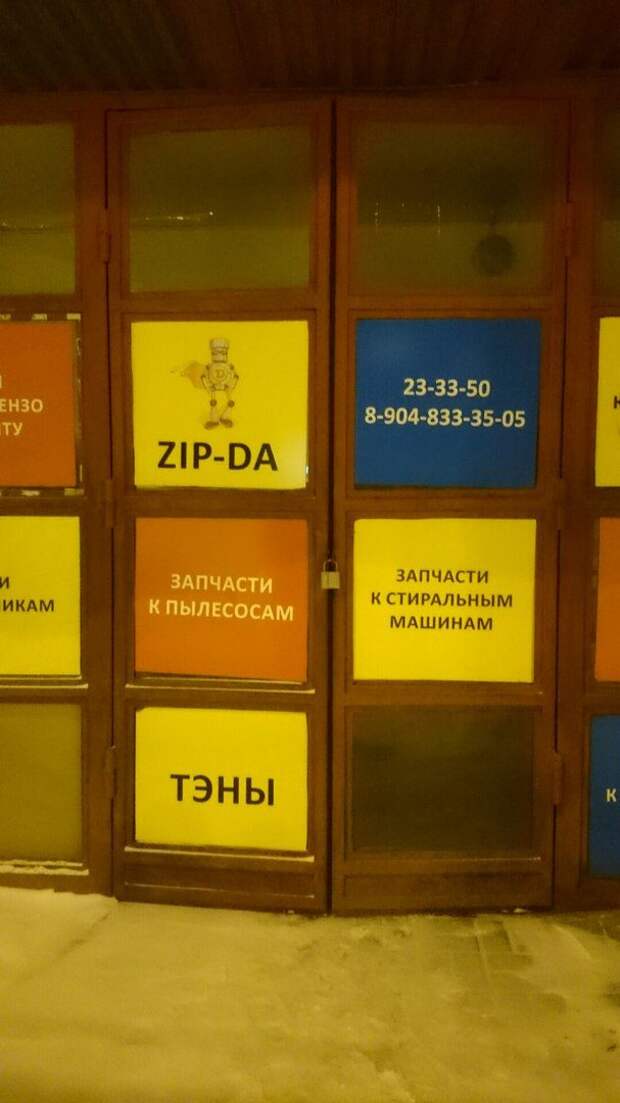 ZIP-DA
23-33-50
8-904-833-35-05
ЗАПЧАСТИ
К ПЫЛЕСОСАМ
ЗАПЧАСТИ
К СТИРАЛЬНЫМ
МАШИНАМ
ТЭНЫ